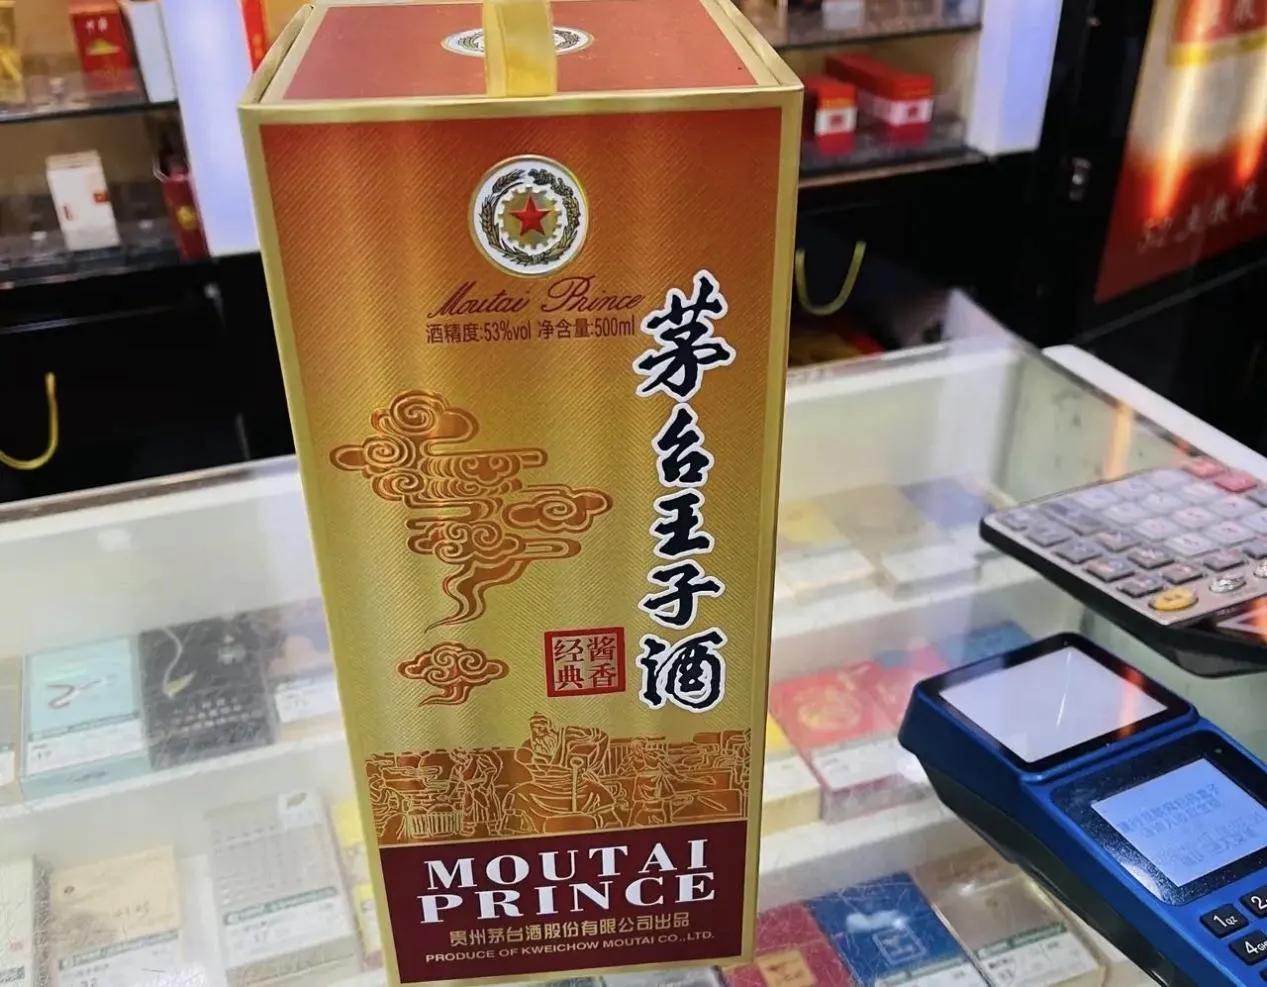 Moutai Prince
酒精度:53%vol 净含量:500ml
茅台王子酒
酱香
经典
MOUTAI
PRINCE
贵州茅台酒股份有限公司出品
PRODUCE OF KWEICHOW MOUTAI CO.,LTD.